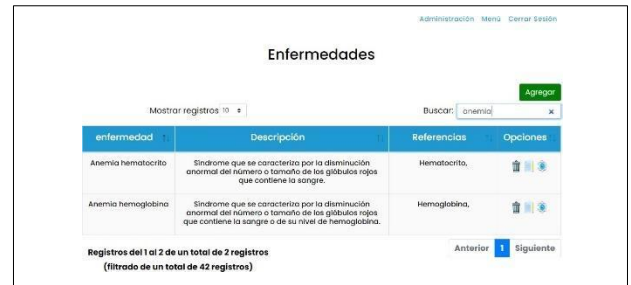 Administración Menú Cerrar Sesión
Enfermedades
Agregar
Mostrar registros 10 Buscar: anemia ×
enfermedad Descripción Referencias Opciones
Anemia hematocrito Síndrome que se caracteriza por la disminución Hematocrito,
anormal del número o tamaño de los glóbulos rojos
que contiene la sangre.
Anemia hemoglobina Síndrome que se caracteriza por la disminución Hemoglobina,
anormal del número o tamaño de los glóbulos rojos
que contiene la sangre o de su nivel de hemoglobina.
Registros del 1 al 2 de un total de 2 registros Anterior 1 Siguiente
(filtrado de un total de 42 registros)